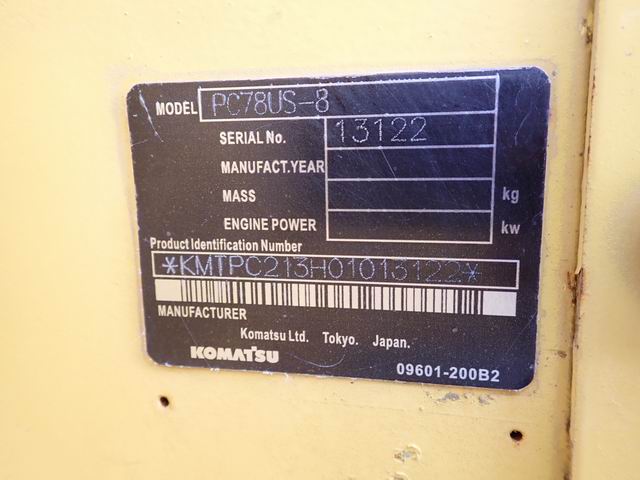 MODEL PC78US-8
SERIAL No. 13122
MANUFACT.YEAR
MASS kg
ENGINE POWER kw
Product Identification Number
*KMTPC213H01013122*
MANUFACTURER
Komatsu Ltd. Tokyo. Japan.
KOMATSU 09601-200B2